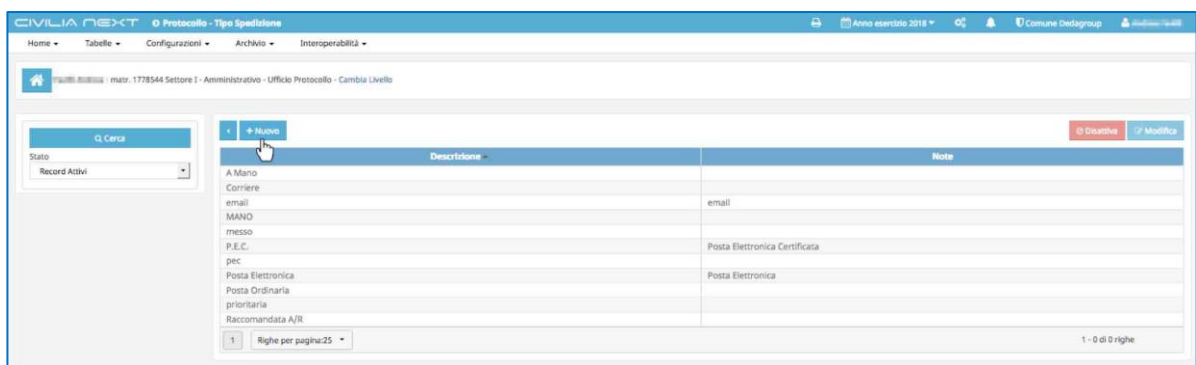 CIVILIA NEXT Protocollo - Tipo Spedizione Anno esercizio 2018 Comune Dedagroup
Home Tabelle Configurazioni Archivio Interoperabilità
matr. 1778544 Settore I - Amministrativo - Ufficio Protocollo - Cambia Livello
Cerca + Nuovo Disattiva Modifica
Stato Descrizione Note
Record Attivi
A Mano
Corriere
email email
MANO
messo
P.E.C. Posta Elettronica Certificata
pec
Posta Elettronica Posta Elettronica
Posta Ordinaria
prioritaria
Raccomandata A/R
1 Righe per pagina:25 1 - 0 di 0 righe